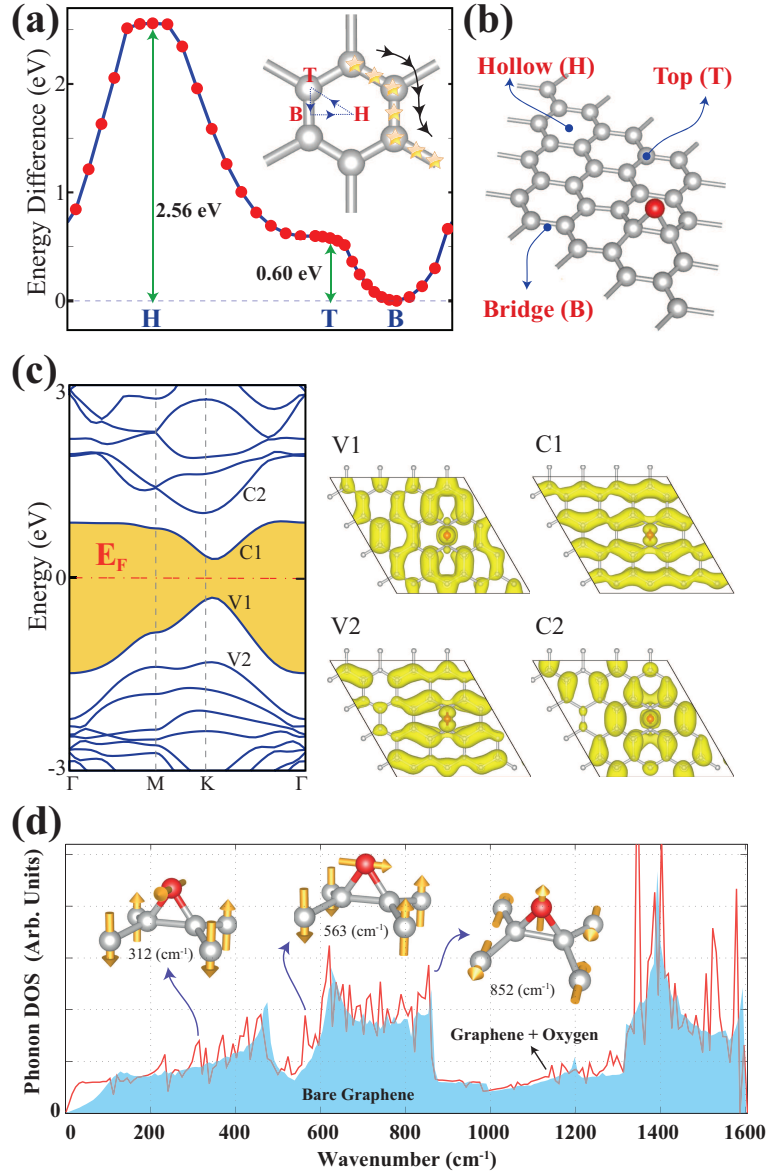 (a)
Energy Difference (eV)
2
1
0
2.56 eV
0.60 eV
H
T
B
T
B
H
(b)
Hollow (H)
Top (T)
Bridge (B)
(c)
Energy (eV)
3
0
-3
E_F
C2
C1
V1
V2
Γ
M
K
Γ
V1
C1
V2
C2
(d)
Phonon DOS (Arb. Units)
0
312 (cm⁻¹)
563 (cm⁻¹)
852 (cm⁻¹)
Graphene + Oxygen
Bare Graphene
0 200 400 600 800 1000 1200 1400 1600
Wavenumber (cm⁻¹)